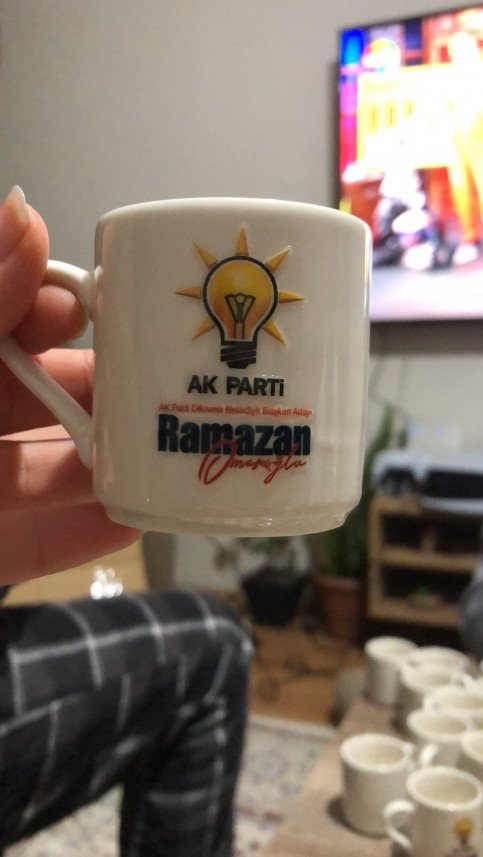 AK PARTi
AK Parti Dilovası Belediye Başkan Adayı
Ramazan
Ömeroğlu